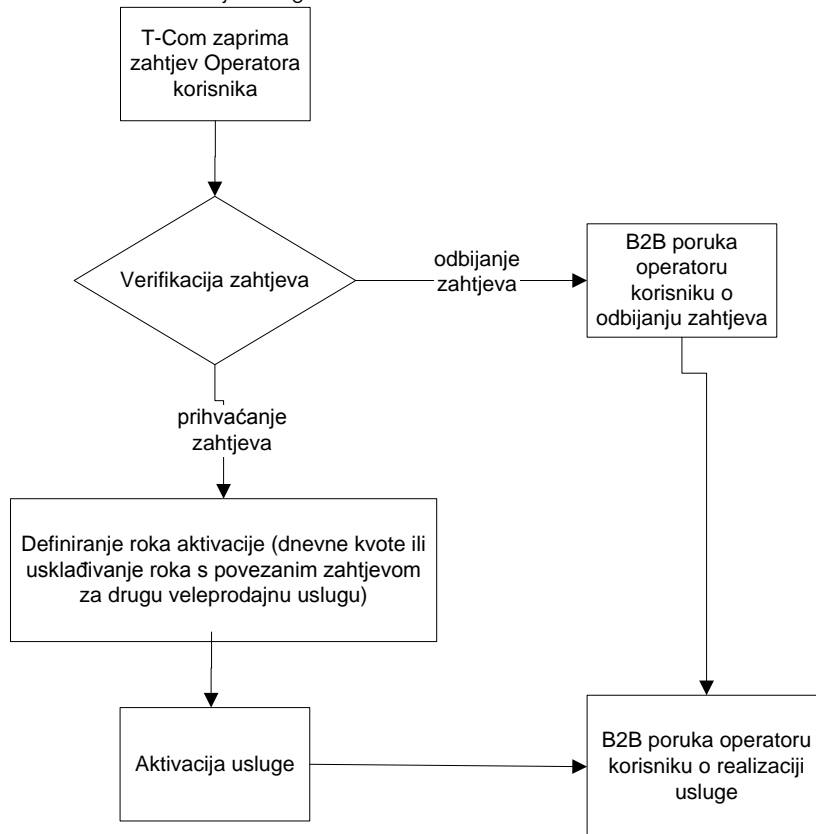 T-Com zaprima
zahtjev Operatora
korisnika
Verifikacija zahtjeva
odbijanje
zahtjeva
B2B poruka
operatoru
korisniku o
odbijanju zahtjeva
prihvaćanje
zahtjeva
Definiranje roka aktivacije (dnevne kvote ili
usklađivanje roka s povezanim zahtjevom
za drugu veleprodajnu uslugu)
Aktivacija usluge
B2B poruka operatoru
korisniku o realizaciji
usluge